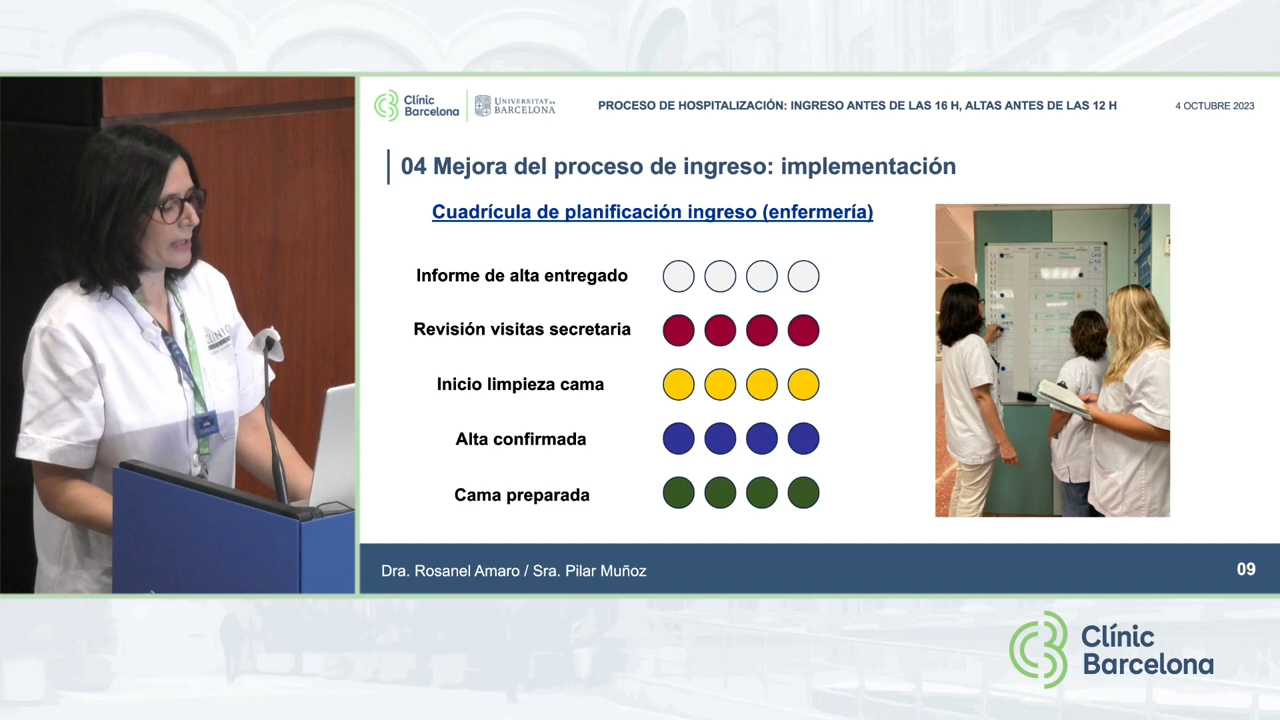 Clínic
Barcelona
UNIVERSITAT DE
BARCELONA
PROCESO DE HOSPITALIZACIÓN: INGRESO ANTES DE LAS 16 H, ALTAS ANTES DE LAS 12 H
4 OCTUBRE 2023
04 Mejora del proceso de ingreso: implementación
Cuadrícula de planificación ingreso (enfermería)
Informe de alta entregado
Revisión visitas secretaria
Inicio limpieza cama
Alta confirmada
Cama preparada
Dra. Rosanel Amaro / Sra. Pilar Muñoz
09
Clínic
Barcelona